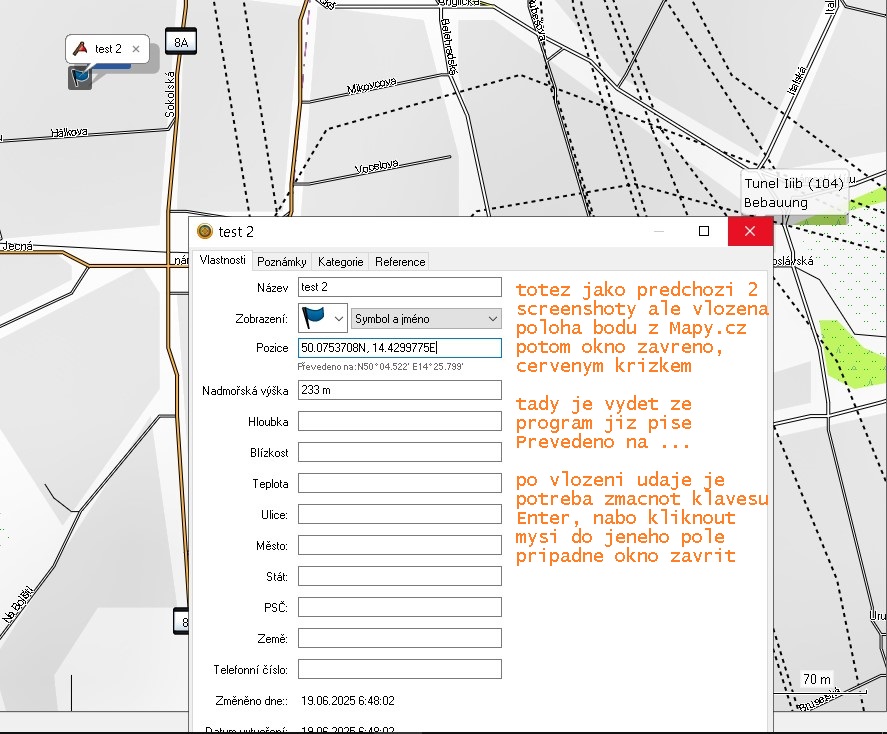 Anglická
Italská
Bělehradská
test 2
8A
Sokolská
Mikovcova
Hálkova
Vocelova
Tunel Iiib (104)
Bebauung
test 2
Ječná
Vlastnosti
Poznámky
Kategorie
Reference
Název
test 2
Zobrazení:
Symbol a jméno
Pozice
50.0753708N, 14.4299775E
Převedeno na:N50°04.522' E14°25.799'
Nadmořská výška
233 m
Hloubka
Blízkost
Teplota
Ulice:
Město:
Stát:
PSČ:
Země:
Telefonní číslo:
Změněno dne::
19.06.2025 6:48:02
Datum vytvoření:
19.06.2025 6:48:02
totez jako predchozi 2
screenshoty ale vlozena
poloha bodu z Mapy.cz
potom okno zavreno,
cervenym krizkem
tady je vydet ze
program jiz pise
Prevedeno na ...
po vlozeni udaje je
potreba zmacnot klavesu
Enter, nabo kliknout
mysi do jeneho pole
pripadne okno zavrit
Na Bojišti
8
70 m